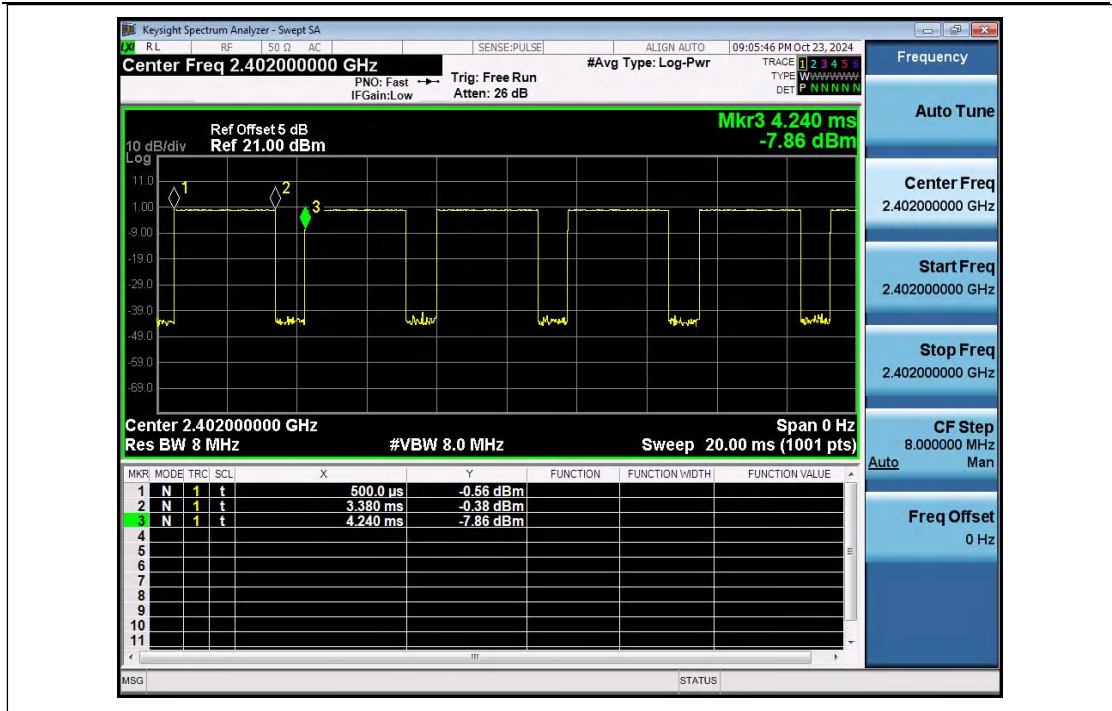 Keysight Spectrum Analyzer - Swept SA
LXI RL RF 50 Ω AC SENSE:PULSE ALIGN AUTO 09:05:46 PM Oct 23, 2024
Center Freq 2.402000000 GHz
PNO: Fast
IFGain:Low
Trig: Free Run
Atten: 26 dB
#Avg Type: Log-Pwr
TRACE 1 2 3 4 5 6
TYPE WWWWWW
DET P N N N N N
Mkr3 4.240 ms
-7.86 dBm
10 dB/div
Log
Ref Offset 5 dB
Ref 21.00 dBm
11.0
1.00
-9.00
-19.0
-29.0
-39.0
-49.0
-59.0
-69.0
1
2
3
Center 2.402000000 GHz Span 0 Hz
Res BW 8 MHz #VBW 8.0 MHz Sweep 20.00 ms (1001 pts)
MKR MODE TRC SCL X Y FUNCTION FUNCTION WIDTH FUNCTION VALUE
1 N 1 t 500.0 µs -0.56 dBm
2 N 1 t 3.380 ms -0.38 dBm
3 N 1 t 4.240 ms -7.86 dBm
4
5
6
7
8
9
10
11
MSG STATUS
Frequency
Auto Tune
Center Freq
2.402000000 GHz
Start Freq
2.402000000 GHz
Stop Freq
2.402000000 GHz
CF Step
8.000000 MHz
Auto Man
Freq Offset
0 Hz